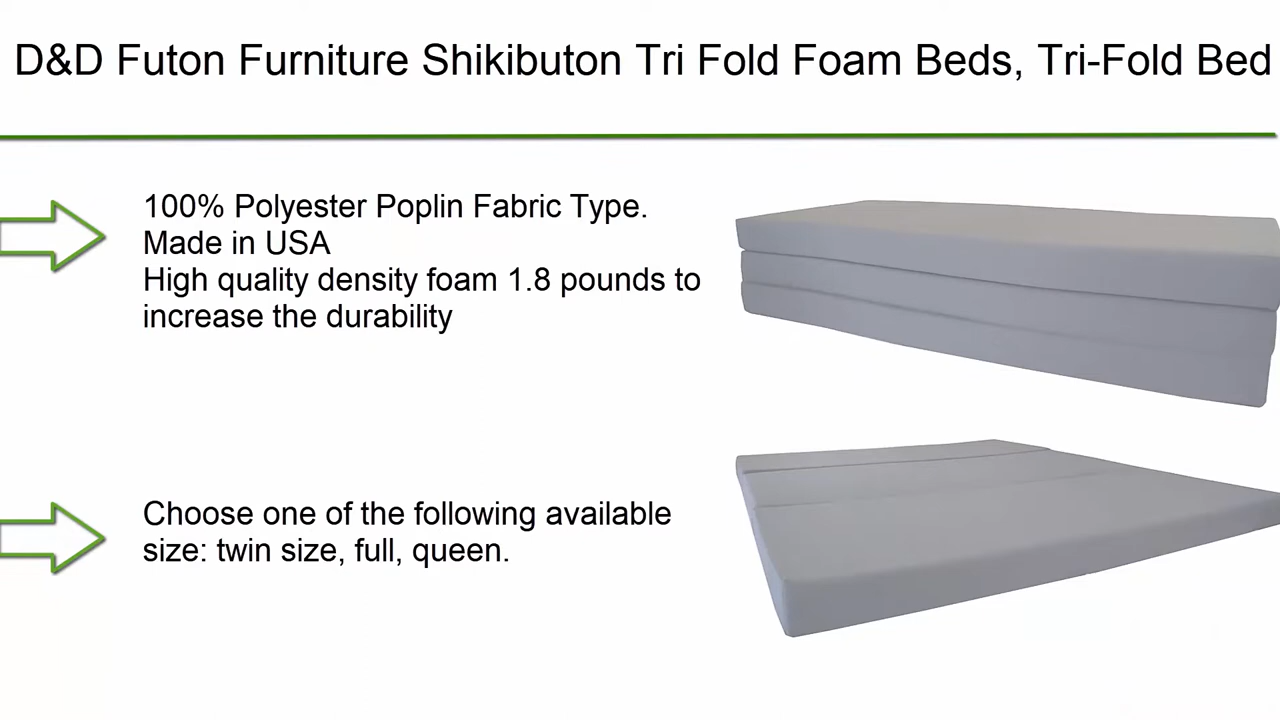 D&D Futon Furniture Shikibuton Tri Fold Foam Beds, Tri-Fold Bed
100% Polyester Poplin Fabric Type.
Made in USA
High quality density foam 1.8 pounds to
increase the durability
Choose one of the following available
size: twin size, full, queen.